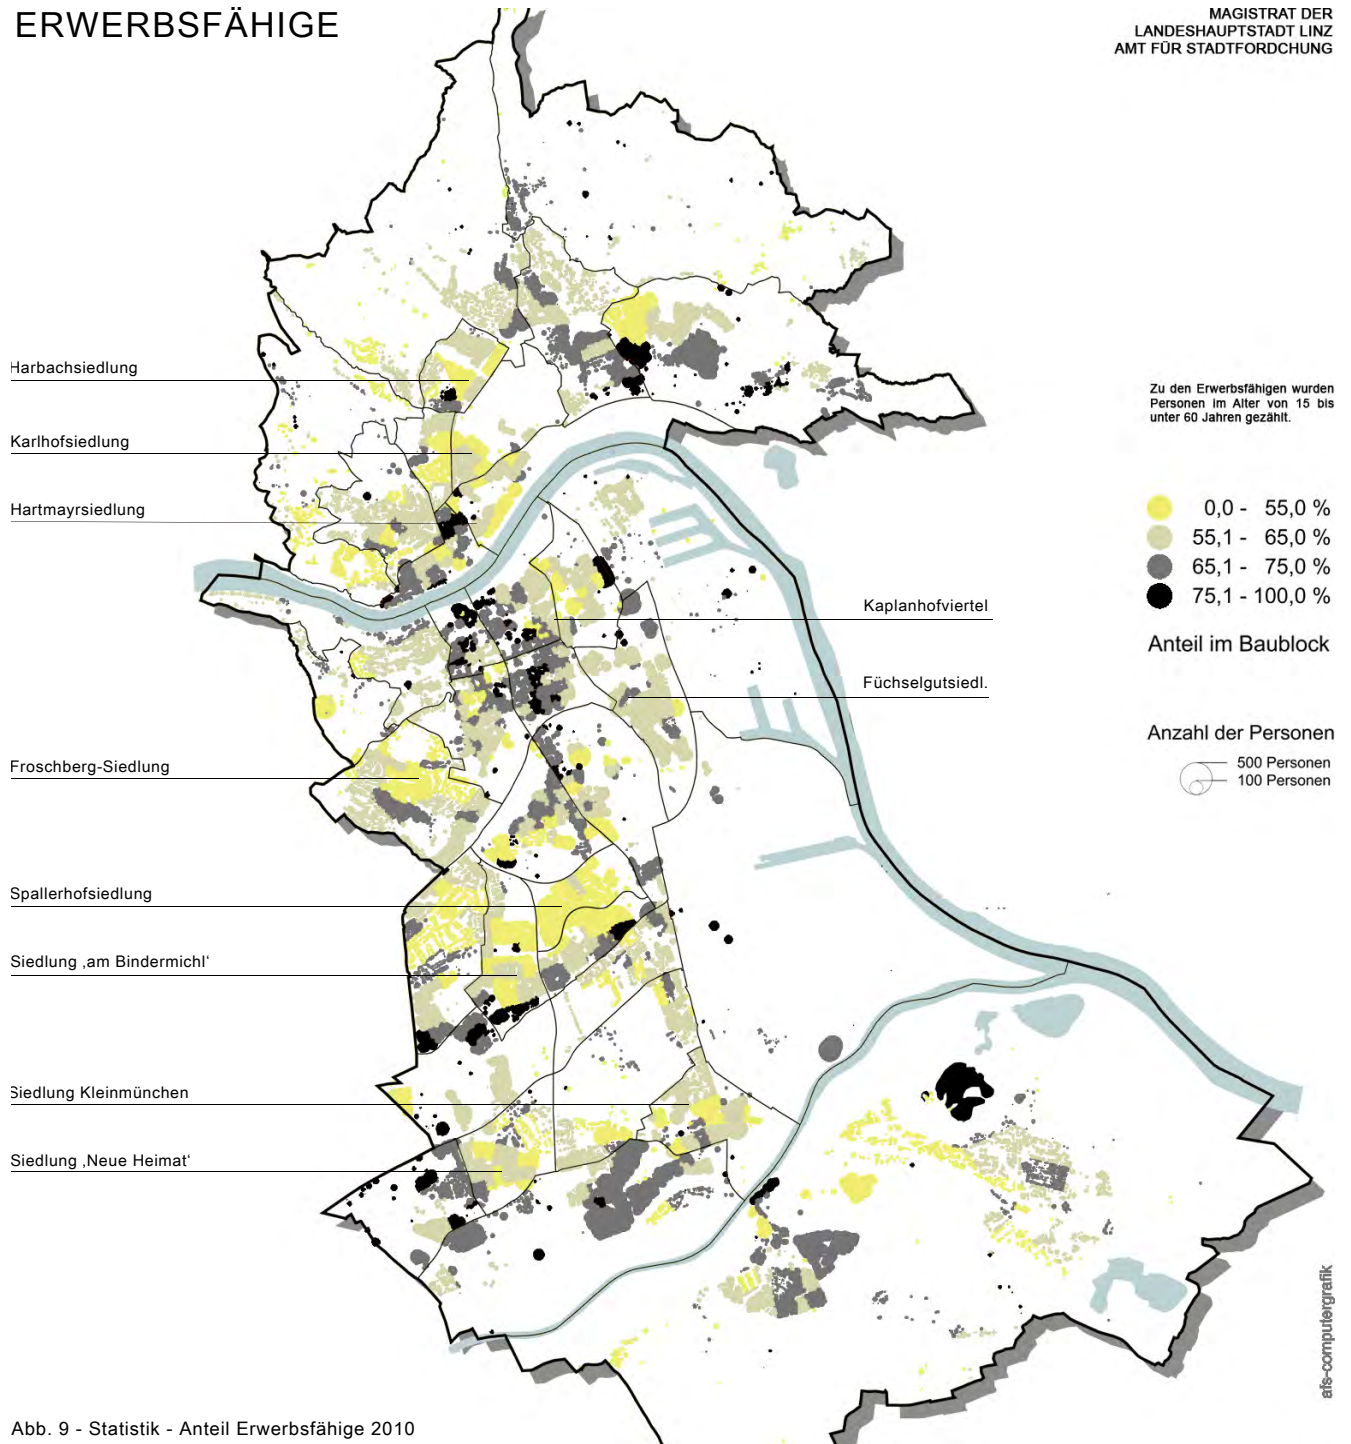 ERWERBSFÄHIGE
MAGISTRAT DER
LANDESHAUPTSTADT LINZ
AMT FÜR STADTFORDCHUNG
Harbachsiedlung
Karlhofsiedlung
Hartmayrsiedlung
Zu den Erwerbsfähigen wurden
Personen im Alter von 15 bis
unter 60 Jahren gezählt.
0,0 - 55,0 %
55,1 - 65,0 %
65,1 - 75,0 %
75,1 - 100,0 %
Anteil im Baublock
Kaplanhofviertel
Füchselgutsiedl.
Anzahl der Personen
500 Personen
100 Personen
Froschberg-Siedlung
Spallerhofsiedlung
Siedlung ‚am Bindermichl‘
Siedlung Kleinmünchen
Siedlung ‚Neue Heimat‘
afs-computergrafik
Abb. 9 - Statistik - Anteil Erwerbsfähige 2010